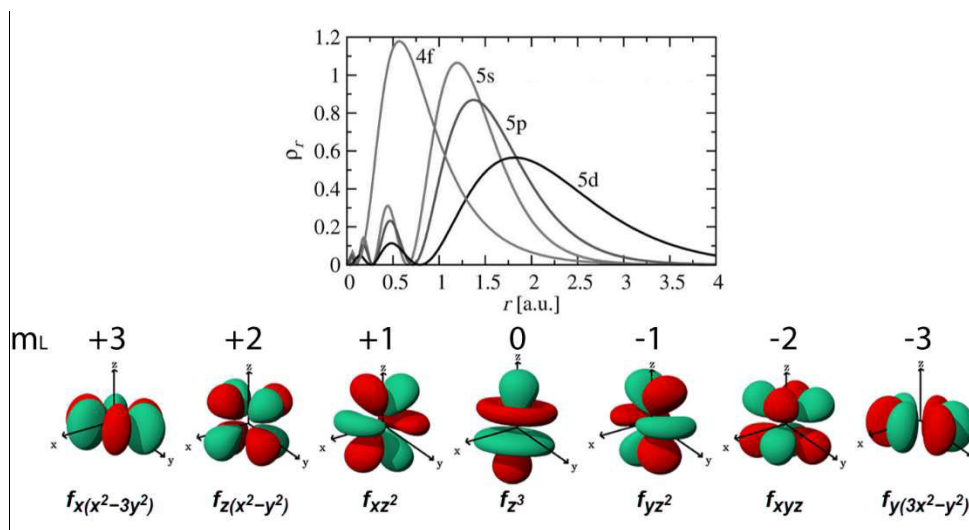 1.2
1
0.8
0.6
0.4
0.2
0
ρr
4f
5s
5p
5d
0 0.5 1 1.5 2 2.5 3 3.5 4
r [a.u.]
mL +3 +2 +1 0 -1 -2 -3
z z z z z z z
x y x y x y x y x y x y x y
fx(x²−3y²) fz(x²−y²) fxz² fz³ fyz² fxyz fy(3x²−y²)